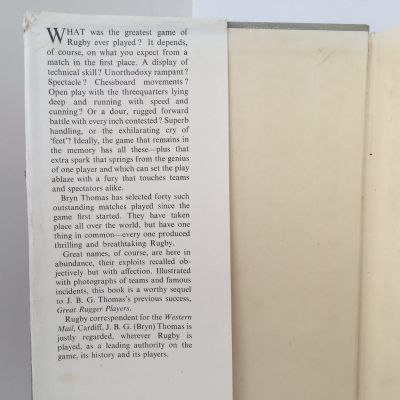 WHAT was the greatest game of
Rugby ever played? It depends,
of course, on what you expect from a
match in the first place. A display of
technical skill? Unorthodoxy rampant?
Spectacle? Chessboard movements?
Open play with the threequarters lying
deep and running with speed and
cunning? Or a dour, rugged forward
battle with every inch contested? Superb
handling, or the exhilarating cry of
'feet'? Ideally, the game that remains in
the memory has all these—plus that
extra spark that springs from the genius
of one player and which can set the play
ablaze with a fury that touches teams
and spectators alike.
Bryn Thomas has selected forty such
outstanding matches played since the
game first started. They have taken
place all over the world, but have one
thing in common—every one produced
thrilling and breathtaking Rugby.
Great names, of course, are here in
abundance, their exploits recalled ob-
jectively but with affection. Illustrated
with photographs of teams and famous
incidents, this book is a worthy sequel
to J. B. G. Thomas's previous success,
Great Rugger Players.
Rugby correspondent for the Western
Mail, Cardiff, J. B. G. (Bryn) Thomas is
justly regarded, wherever Rugby is
played, as a leading authority on the
game, its history and its players.